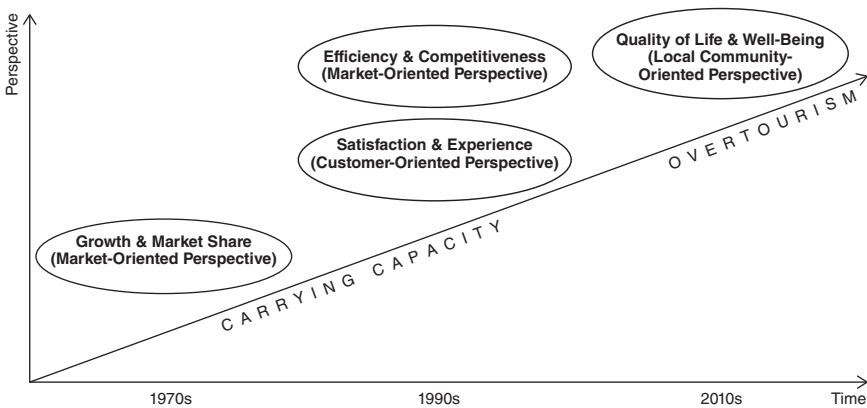 Perspective
Efficiency & Competitiveness
(Market-Oriented Perspective)
Quality of Life & Well-Being
(Local Community-
Oriented Perspective)
Satisfaction & Experience
(Customer-Oriented Perspective)
Growth & Market Share
(Market-Oriented Perspective)
CARRYING CAPACITY
OVERTOURISM
1970s
1990s
2010s
Time